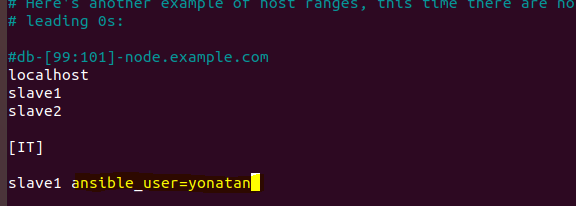 # Here's another example of host ranges, this time there are no
# leading 0s:
#db-[99:101]-node.example.com
localhost
slave1
slave2
[IT]
slave1 ansible_user=yonatan